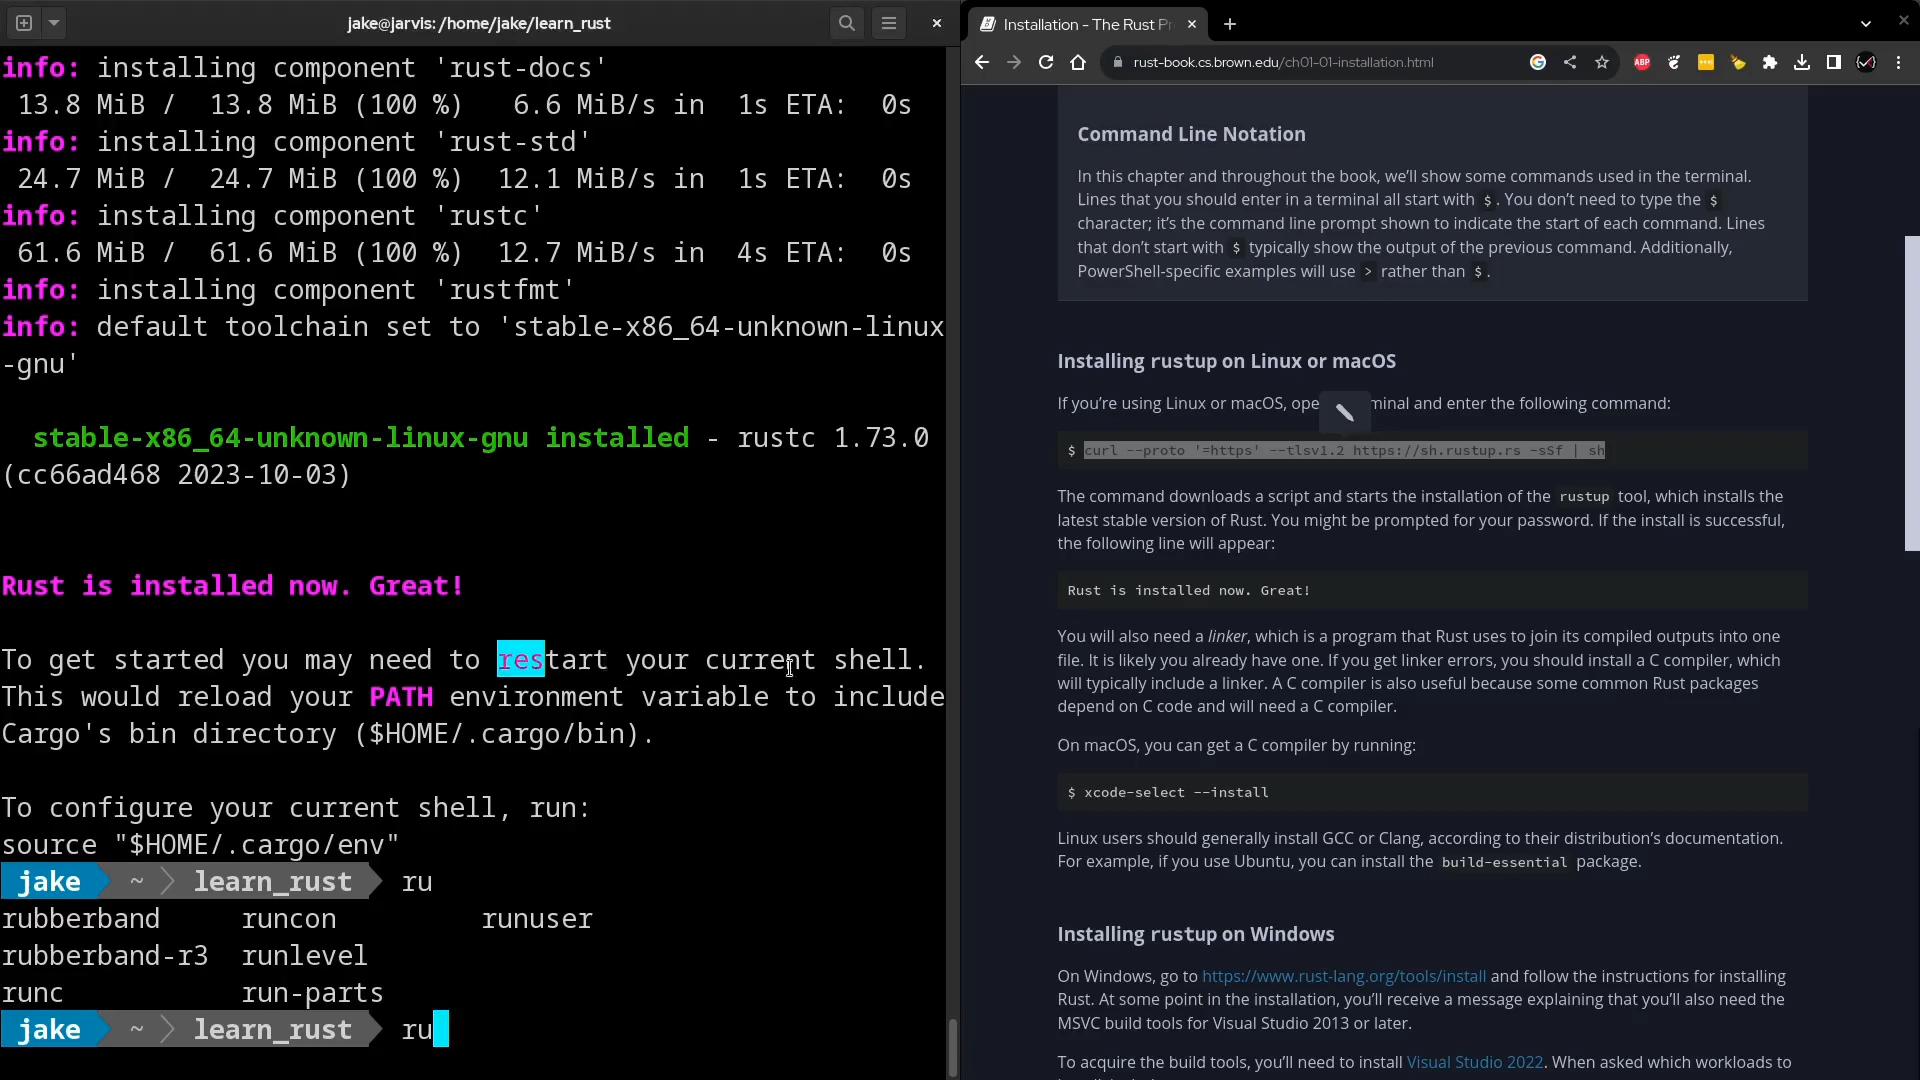 jake@jarvis:/home/jake/learn_rust
info: installing component 'rust-docs'
13.8 MiB / 13.8 MiB (100 %) 6.6 MiB/s in 1s ETA: 0s
info: installing component 'rust-std'
24.7 MiB / 24.7 MiB (100 %) 12.1 MiB/s in 1s ETA: 0s
info: installing component 'rustc'
61.6 MiB / 61.6 MiB (100 %) 12.7 MiB/s in 4s ETA: 0s
info: installing component 'rustfmt'
info: default toolchain set to 'stable-x86_64-unknown-linux
-gnu'
stable-x86_64-unknown-linux-gnu installed - rustc 1.73.0
(cc66ad468 2023-10-03)
Rust is installed now. Great!
To get started you may need to restart your current shell.
This would reload your PATH environment variable to include
Cargo's bin directory ($HOME/.cargo/bin).
To configure your current shell, run:
source "$HOME/.cargo/env"
jake ~ learn_rust ru
rubberband runcon runuser
rubberband-r3 runlevel
runc run-parts
jake ~ learn_rust ru
Installation - The Rust Pr
rust-book.cs.brown.edu/ch01-01-installation.html
ABP
Command Line Notation
In this chapter and throughout the book, we’ll show some commands used in the terminal.
Lines that you should enter in a terminal all start with $. You don’t need to type the $
character; it’s the command line prompt shown to indicate the start of each command. Lines
that don’t start with $ typically show the output of the previous command. Additionally,
PowerShell-specific examples will use > rather than $.
Installing rustup on Linux or macOS
If you’re using Linux or macOS, ope minal and enter the following command:
$ curl --proto '=https' --tlsv1.2 https://sh.rustup.rs -sSf | sh
The command downloads a script and starts the installation of the rustup tool, which installs the
latest stable version of Rust. You might be prompted for your password. If the install is successful,
the following line will appear:
Rust is installed now. Great!
You will also need a linker, which is a program that Rust uses to join its compiled outputs into one
file. It is likely you already have one. If you get linker errors, you should install a C compiler, which
will typically include a linker. A C compiler is also useful because some common Rust packages
depend on C code and will need a C compiler.
On macOS, you can get a C compiler by running:
$ xcode-select --install
Linux users should generally install GCC or Clang, according to their distribution’s documentation.
For example, if you use Ubuntu, you can install the build-essential package.
Installing rustup on Windows
On Windows, go to https://www.rust-lang.org/tools/install and follow the instructions for installing
Rust. At some point in the installation, you’ll receive a message explaining that you’ll also need the
MSVC build tools for Visual Studio 2013 or later.
To acquire the build tools, you’ll need to install Visual Studio 2022. When asked which workloads to